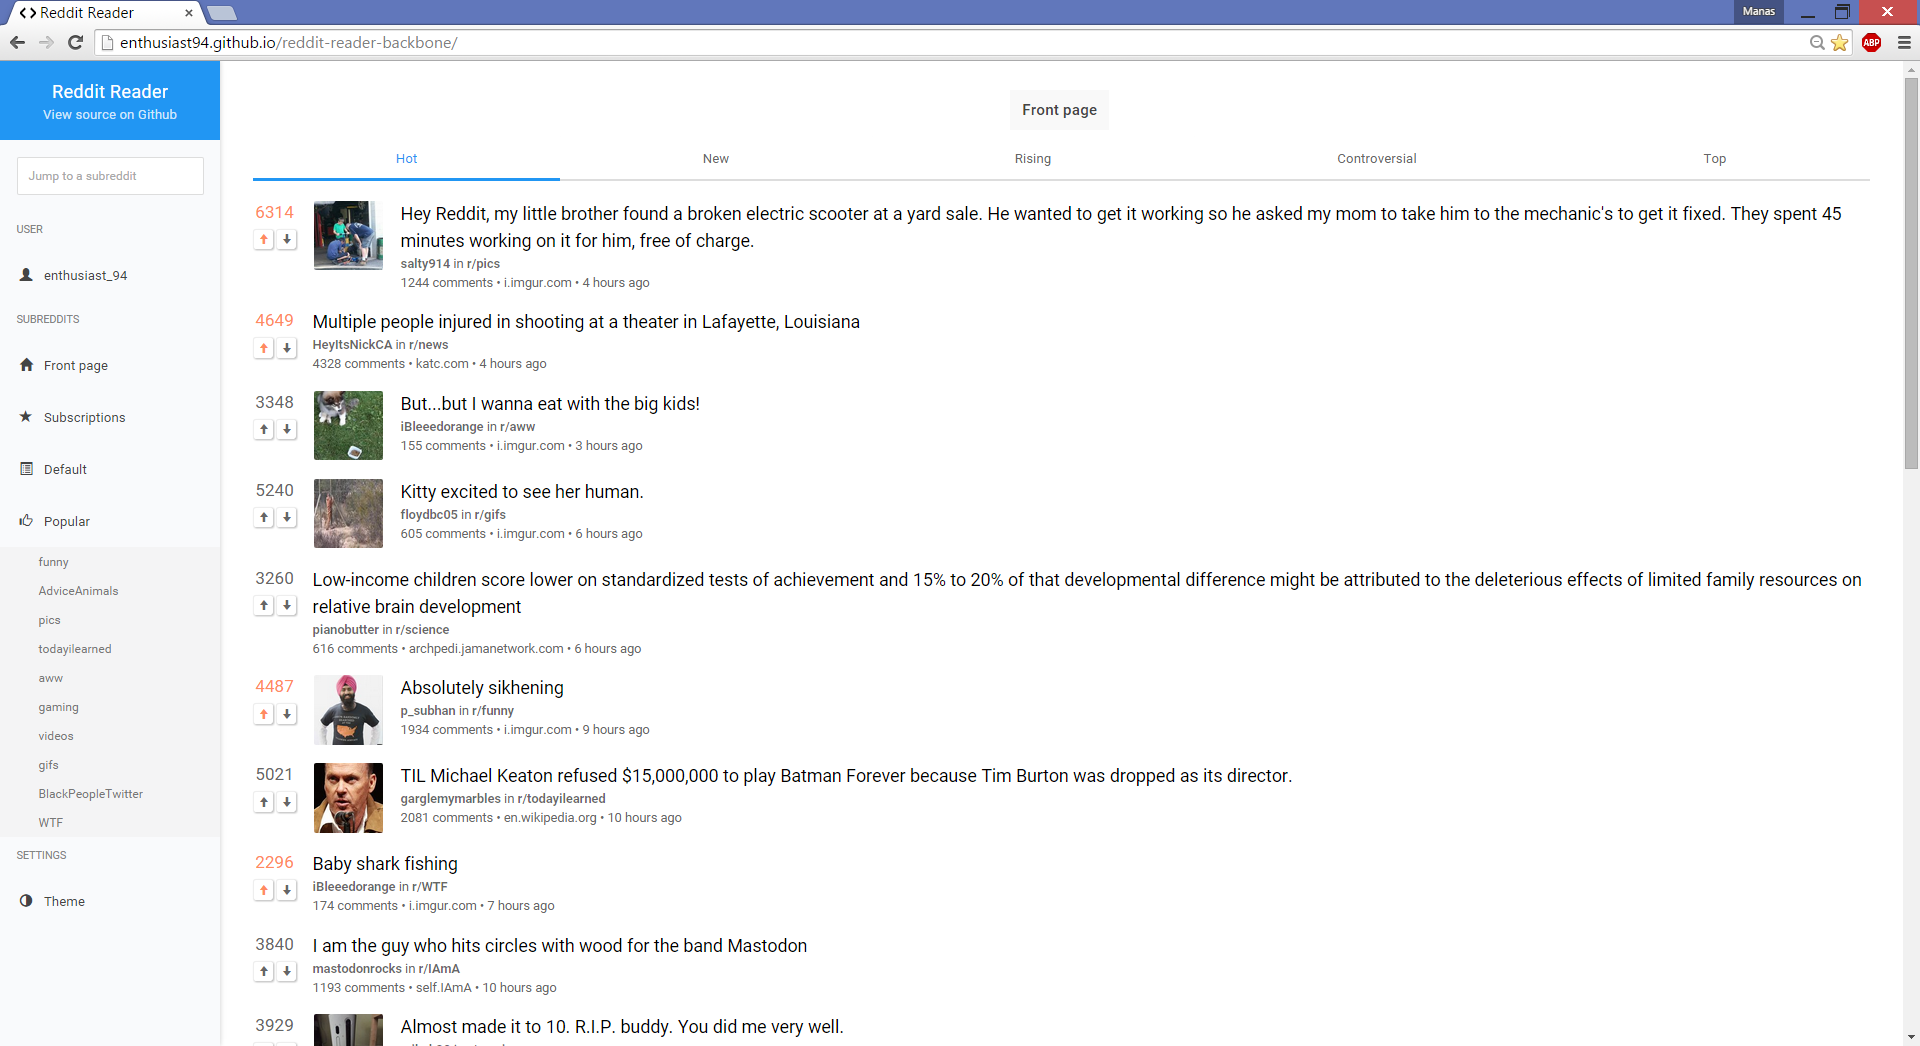 Reddit Reader
Manas
enthusiast94.github.io/reddit-reader-backbone/
ABP
Reddit Reader
View source on Github
Jump to a subreddit
USER
enthusiast_94
SUBREDDITS
Front page
Subscriptions
Default
Popular
funny
AdviceAnimals
pics
todayilearned
aww
gaming
videos
gifs
BlackPeopleTwitter
WTF
SETTINGS
Theme
Front page
Hot New Rising Controversial Top
6314
Hey Reddit, my little brother found a broken electric scooter at a yard sale. He wanted to get it working so he asked my mom to take him to the mechanic's to get it fixed. They spent 45
minutes working on it for him, free of charge.
salty914 in r/pics
1244 comments • i.imgur.com • 4 hours ago
4649
Multiple people injured in shooting at a theater in Lafayette, Louisiana
HeyItsNickCA in r/news
4328 comments • katc.com • 4 hours ago
3348
But...but I wanna eat with the big kids!
iBleeedorange in r/aww
155 comments • i.imgur.com • 3 hours ago
5240
Kitty excited to see her human.
floydbc05 in r/gifs
605 comments • i.imgur.com • 6 hours ago
3260
Low-income children score lower on standardized tests of achievement and 15% to 20% of that developmental difference might be attributed to the deleterious effects of limited family resources on
relative brain development
pianobutter in r/science
616 comments • archpedi.jamanetwork.com • 6 hours ago
4487
Absolutely sikhening
p_subhan in r/funny
1934 comments • i.imgur.com • 9 hours ago
5021
TIL Michael Keaton refused $15,000,000 to play Batman Forever because Tim Burton was dropped as its director.
garglemymarbles in r/todayilearned
2081 comments • en.wikipedia.org • 10 hours ago
2296
Baby shark fishing
iBleeedorange in r/WTF
174 comments • i.imgur.com • 7 hours ago
3840
I am the guy who hits circles with wood for the band Mastodon
mastodonrocks in r/IAmA
1193 comments • self.IAmA • 10 hours ago
3929
Almost made it to 10. R.I.P. buddy. You did me very well.